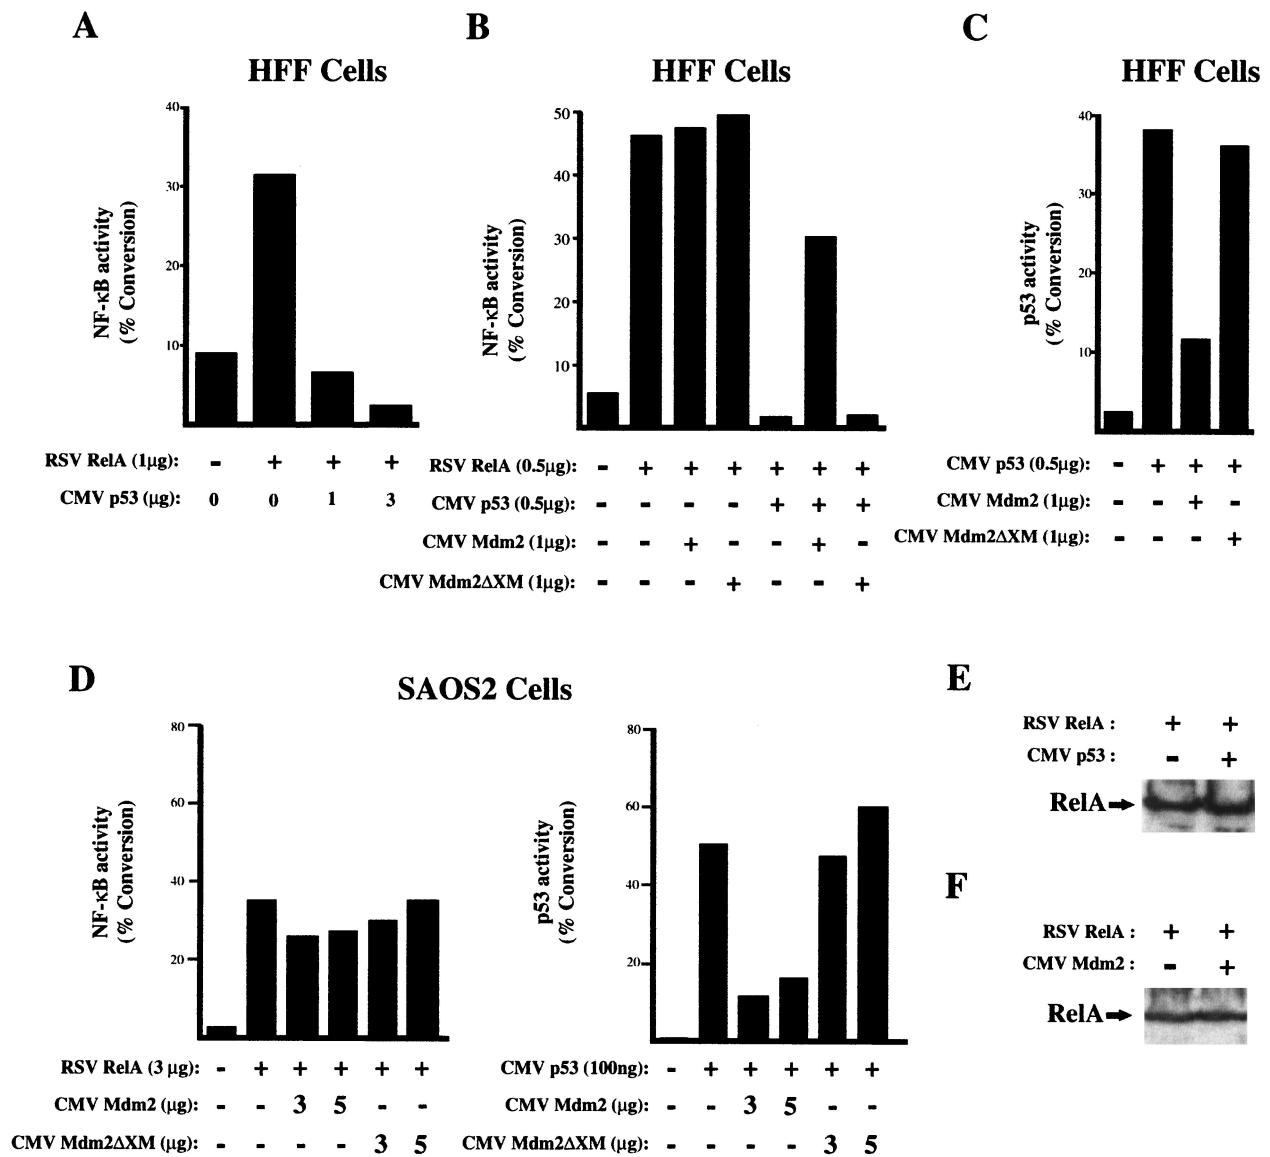 A
HFF Cells
NF-κB activity
(% Conversion)
40
30
20
10
RSV RelA (1μg): - + + +
CMV p53 (μg): 0 0 1 3
B
HFF Cells
NF-κB activity
(% Conversion)
50
40
30
20
10
RSV RelA (0.5μg): - + + + + + +
CMV p53 (0.5μg): - - - - + + +
CMV Mdm2 (1μg): - - + - - + -
CMV Mdm2ΔXM (1μg): - - - + - - +
C
HFF Cells
p53 activity
(% Conversion)
40
30
20
10
CMV p53 (0.5μg): - + + +
CMV Mdm2 (1μg): - - + -
CMV Mdm2ΔXM (1μg): - - - +
D
SAOS2 Cells
NF-κB activity
(% Conversion)
80
60
40
20
RSV RelA (3 μg): - + + + + +
CMV Mdm2 (μg): - - 3 5 - -
CMV Mdm2ΔXM (μg): - - - - 3 5
p53 activity
(% Conversion)
80
60
40
20
CMV p53 (100ng): - + + + + +
CMV Mdm2 (μg): - - 3 5 - -
CMV Mdm2ΔXM (μg): - - - - 3 5
E
RSV RelA : + +
CMV p53 : - +
RelA
F
RSV RelA : + +
CMV Mdm2 : - +
RelA